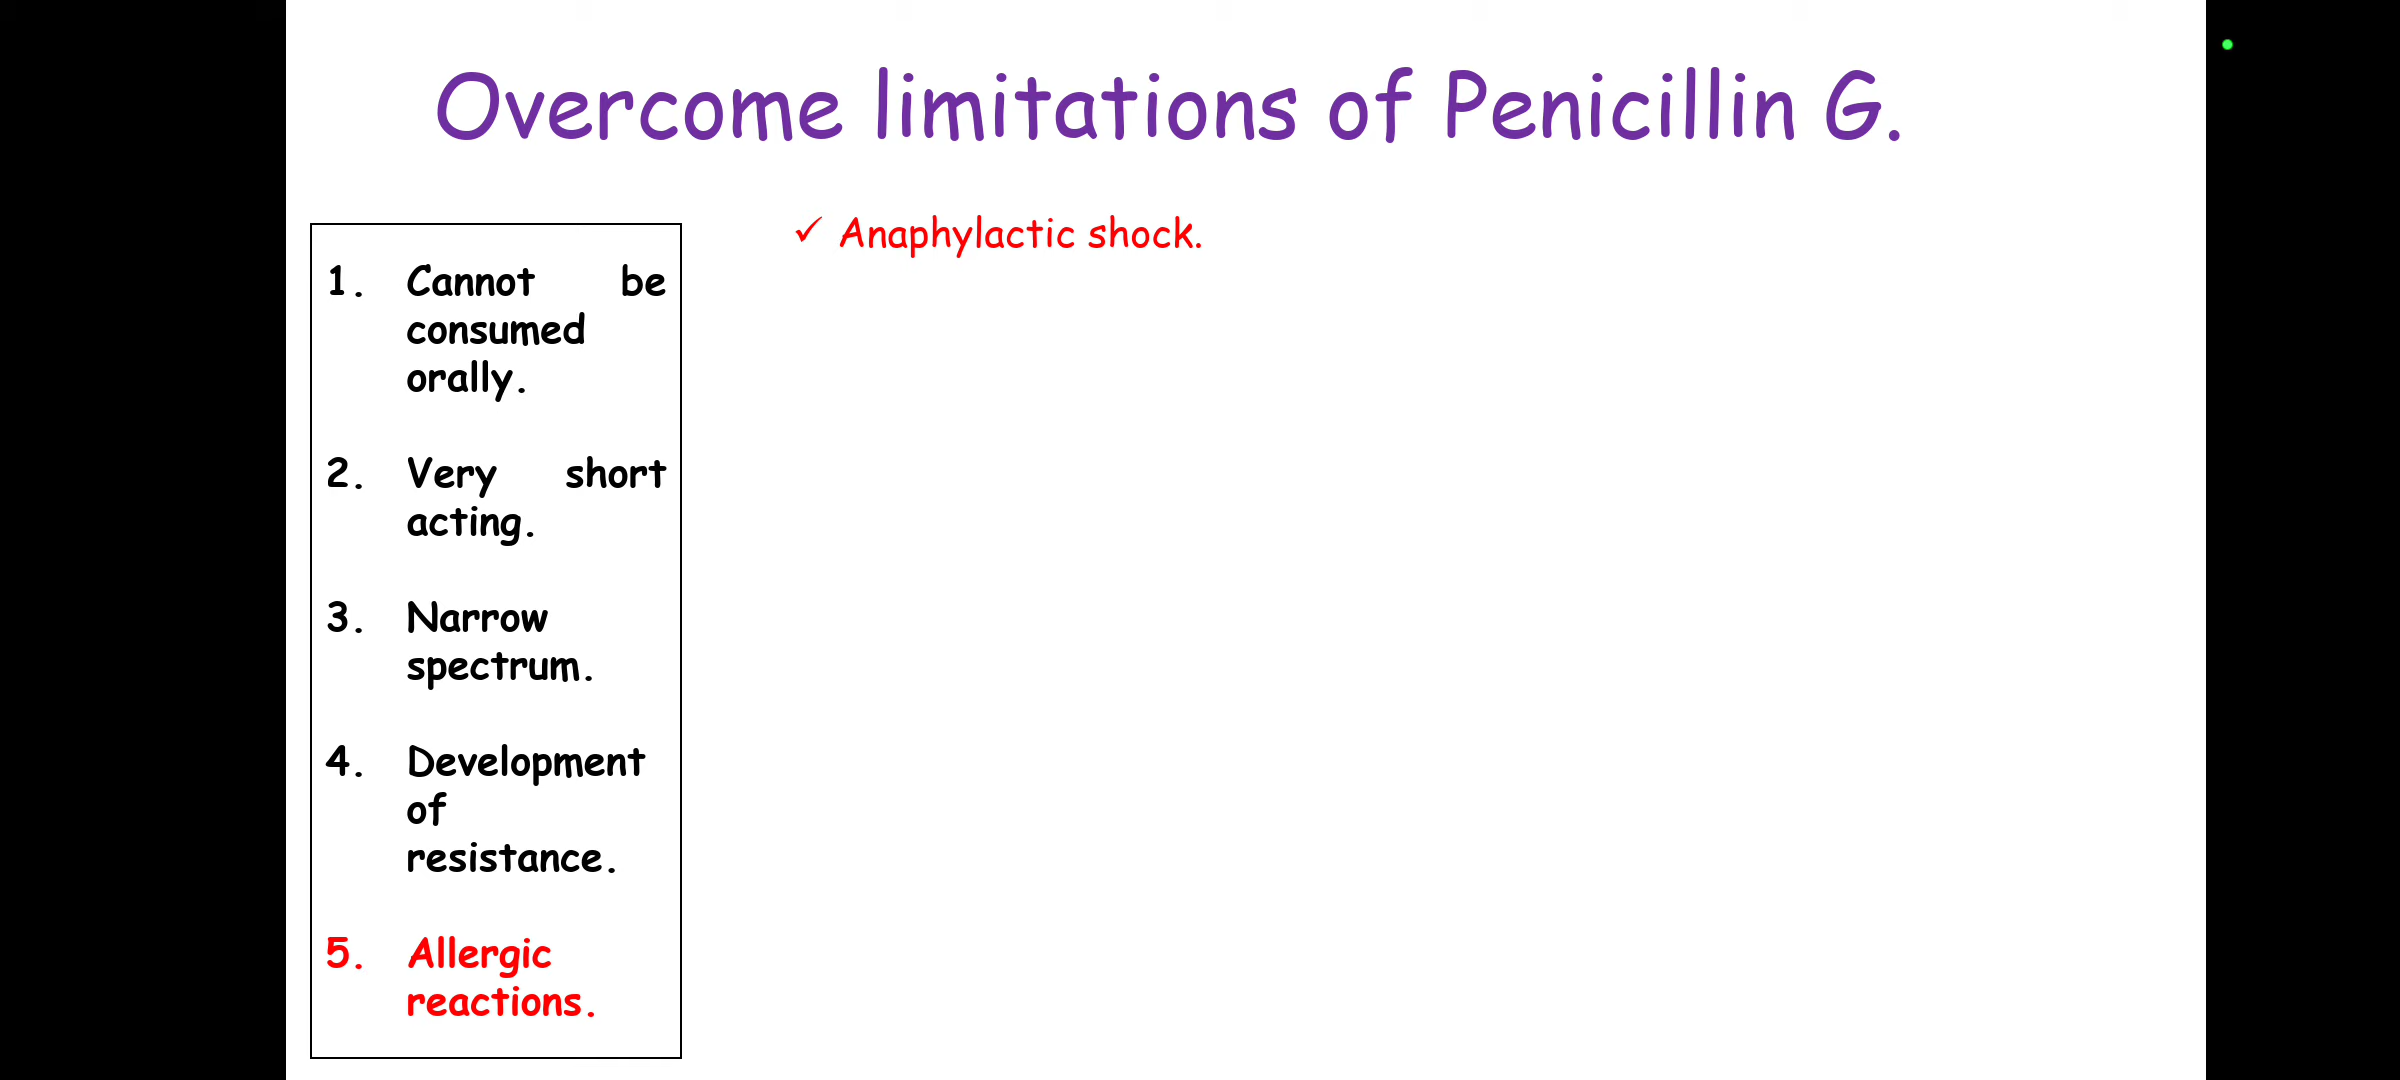 Overcome limitations of Penicillin G.
✓ Anaphylactic shock.
1. Cannot be
consumed
orally.
2. Very short
acting.
3. Narrow
spectrum.
4. Development
of
resistance.
5. Allergic
reactions.